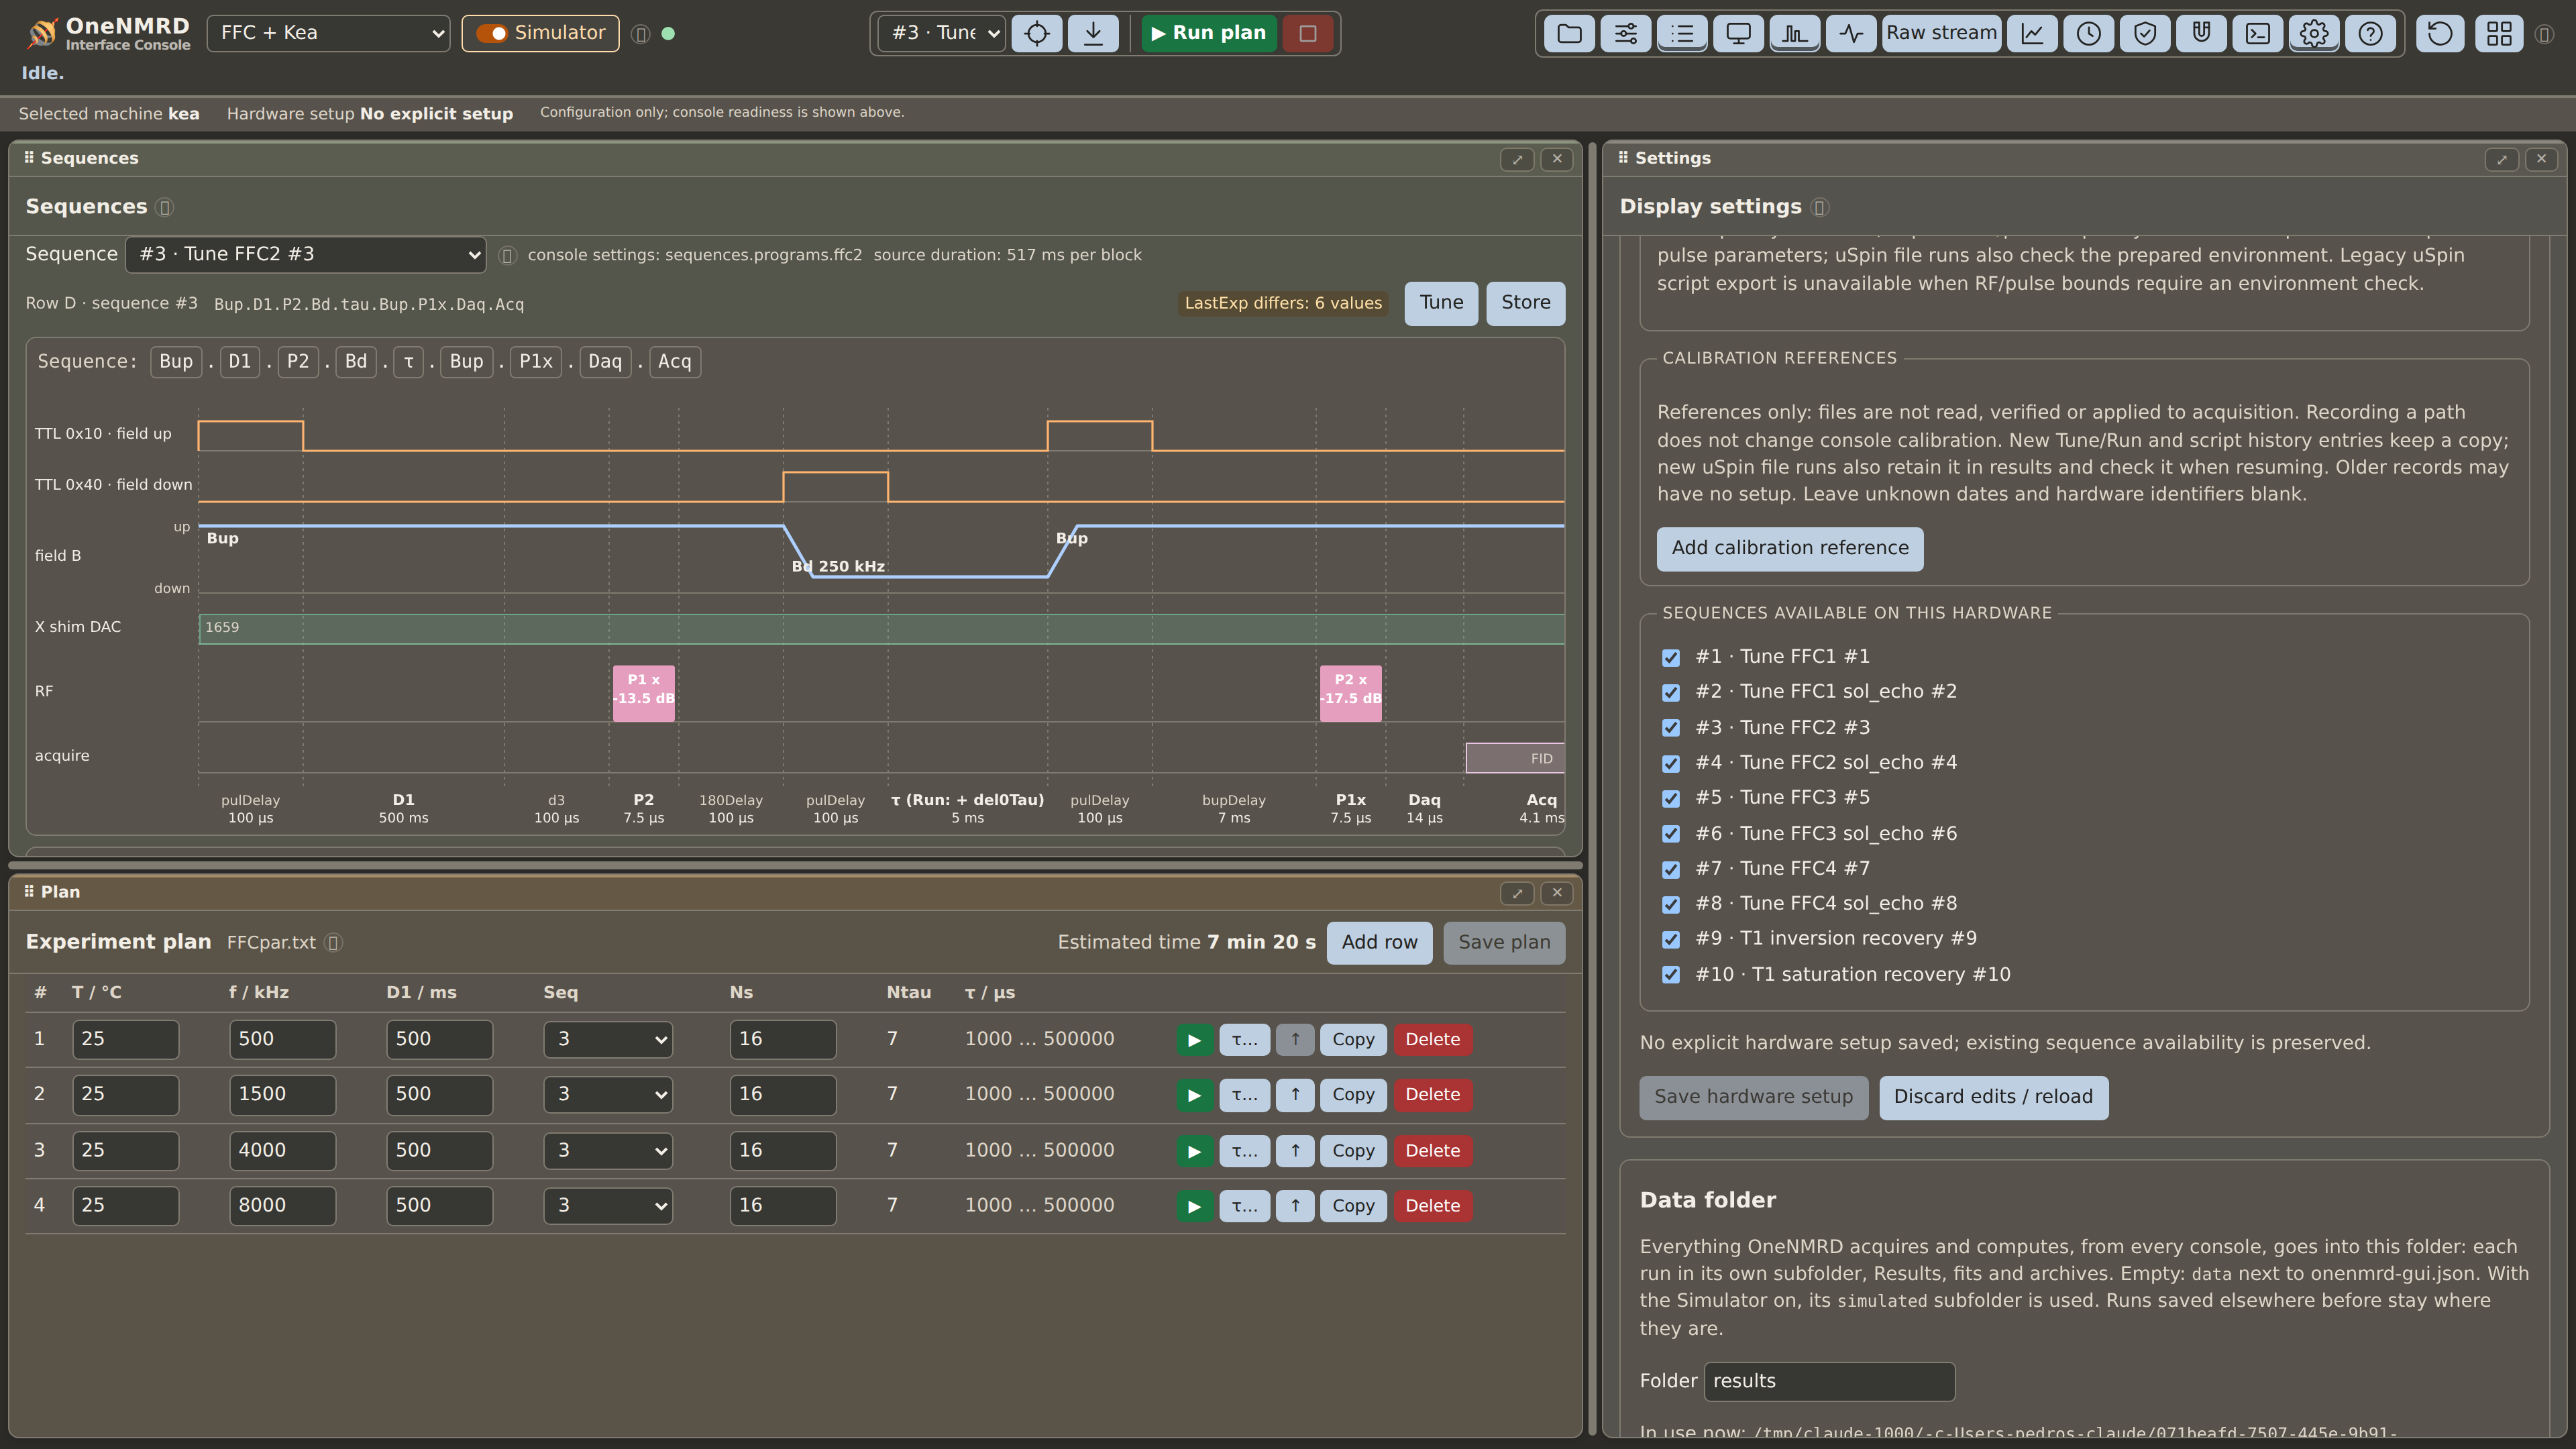 OneNMRD
Interface Console
FFC + Kea
Simulator
#3 · Tune
▶ Run plan
Raw stream
Idle.
Selected machine kea Hardware setup No explicit setup Configuration only; console readiness is shown above.
Sequences
Sequences
Sequence #3 · Tune FFC2 #3 console settings: sequences.programs.ffc2 source duration: 517 ms per block
Row D · sequence #3 Bup.D1.P2.Bd.tau.Bup.P1x.Daq.Acq LastExp differs: 6 values Tune Store
Sequence: Bup . D1 . P2 . Bd . τ . Bup . P1x . Daq . Acq
TTL 0x10 · field up
TTL 0x40 · field down
up
Bup Bup
field B
Bd 250 kHz
down
X shim DAC 1659
RF
P1 x P2 x
-13.5 dB -17.5 dB
acquire FID
pulDelay D1 d3 P2 180Delay pulDelay τ (Run: + del0Tau) pulDelay bupDelay P1x Daq Acq
100 µs 500 ms 100 µs 7.5 µs 100 µs 100 µs 5 ms 100 µs 7 ms 7.5 µs 14 µs 4.1 ms
Plan
Experiment plan FFCpar.txt Estimated time 7 min 20 s Add row Save plan
# T / °C f / kHz D1 / ms Seq Ns Ntau τ / µs
1 25 500 500 3 16 7 1000 ... 500000 ▶ τ... ↑ Copy Delete
2 25 1500 500 3 16 7 1000 ... 500000 ▶ τ... ↑ Copy Delete
3 25 4000 500 3 16 7 1000 ... 500000 ▶ τ... ↑ Copy Delete
4 25 8000 500 3 16 7 1000 ... 500000 ▶ τ... ↑ Copy Delete
Settings
Display settings
pulse parameters; uSpin file runs also check the prepared environment. Legacy uSpin
script export is unavailable when RF/pulse bounds require an environment check.
CALIBRATION REFERENCES
References only: files are not read, verified or applied to acquisition. Recording a path
does not change console calibration. New Tune/Run and script history entries keep a copy;
new uSpin file runs also retain it in results and check it when resuming. Older records may
have no setup. Leave unknown dates and hardware identifiers blank.
Add calibration reference
SEQUENCES AVAILABLE ON THIS HARDWARE
#1 · Tune FFC1 #1
#2 · Tune FFC1 sol_echo #2
#3 · Tune FFC2 #3
#4 · Tune FFC2 sol_echo #4
#5 · Tune FFC3 #5
#6 · Tune FFC3 sol_echo #6
#7 · Tune FFC4 #7
#8 · Tune FFC4 sol_echo #8
#9 · T1 inversion recovery #9
#10 · T1 saturation recovery #10
No explicit hardware setup saved; existing sequence availability is preserved.
Save hardware setup Discard edits / reload
Data folder
Everything OneNMRD acquires and computes, from every console, goes into this folder: each
run in its own subfolder, Results, fits and archives. Empty: data next to onenmrd-gui.json. With
the Simulator on, its simulated subfolder is used. Runs saved elsewhere before stay where
they are.
Folder results
In use now: /tmp/claude-1000/-c-Users-pedros-claude/071beafd-7507-445e-9b91-